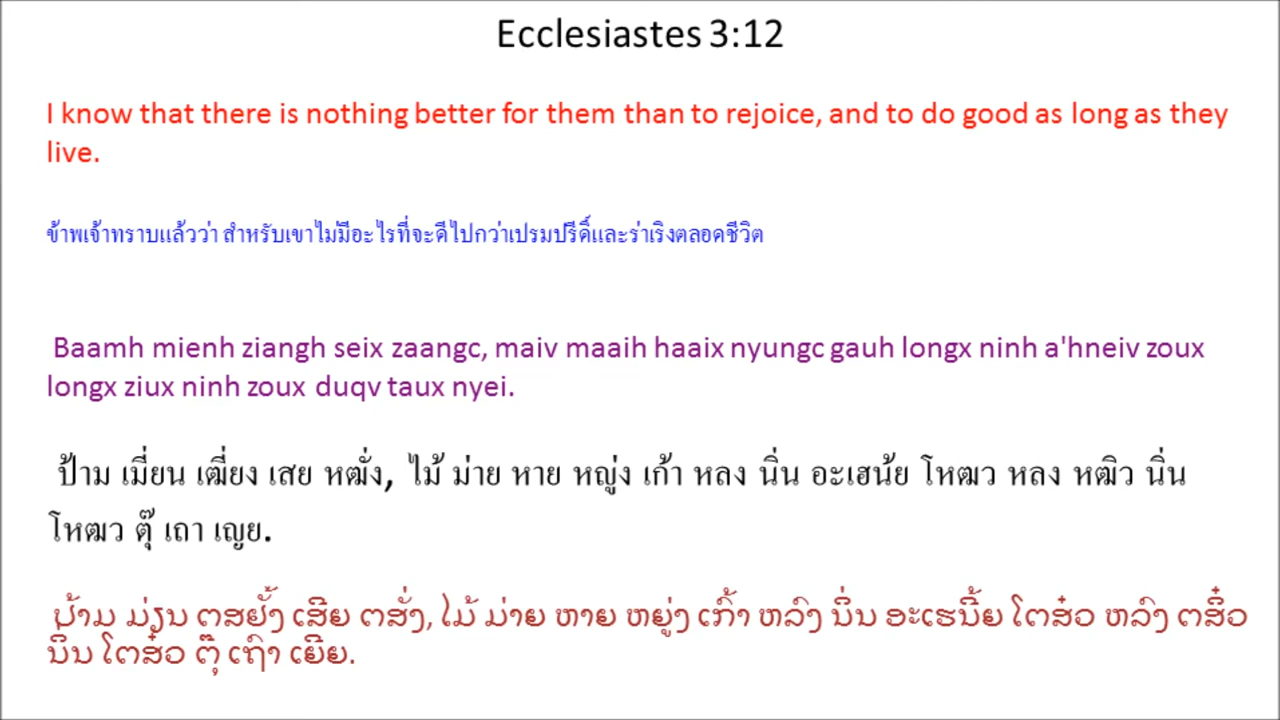 Ecclesiastes 3:12
I know that there is nothing better for them than to rejoice, and to do good as long as they
live.
ข้าพเจ้าทราบแล้วว่า สำหรับเขาไม่มีอะไรที่จะดีไปกว่าเปรมปรีดิ์และร่าเริงตลอดชีวิต
Baamh mienh ziangh seix zaangc, maiv maaih haaix nyungc gauh longx ninh a'hneiv zoux
longx ziux ninh zoux duqv taux nyei.
ป้าม เมี่ยน เฒี่ยง เสย หฒั่ง, ไม้ ม่าย หาย หญู่ง เก้า หลง นิ่น อะเฮน้ย โหฒว หลง หฒิว นิ่น
โหฒว ตุ๊ เถา เญย.
ປ້າມ ມ່ຽນ ຕສຢັ້ງ ເສີຍ ຕສັ່ງ, ໄມ້ ມ່າຍ ຫາຍ ຫຍູ່ງ ເກົ້າ ຫລົງ ນິ່ນ ອະເຮນີ້ຍ ໂຕສ໋ວ ຫລົງ ຕສິ໋ວ
ນິ່ນ ໂຕສ໋ວ ຕຸ໊ ເຖົາ ເຍີຍ.